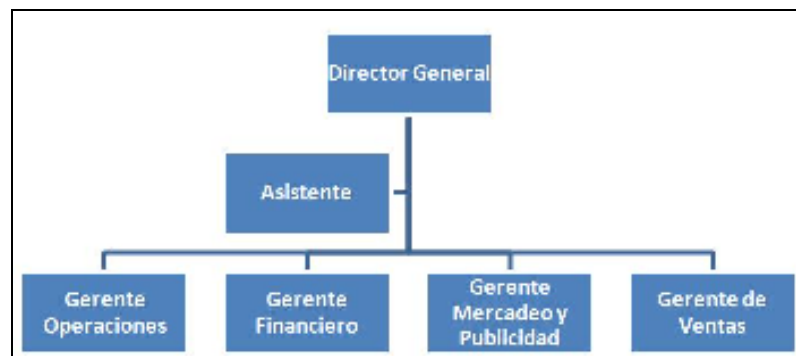 Director General
Asistente
Gerente
Operaciones
Gerente
Financiero
Gerente
Mercadeo y
Publicidad
Gerente de
Ventas